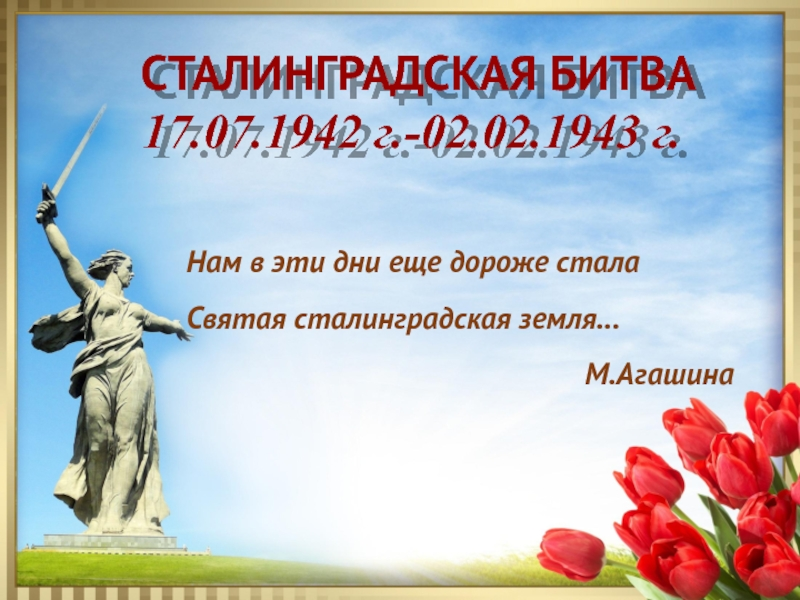 СТАЛИНГРАДСКАЯ БИТВА
17.07.1942 г.-02.02.1943 г.
Нам в эти дни еще дороже стала
Святая сталинградская земля...
М.Агашина